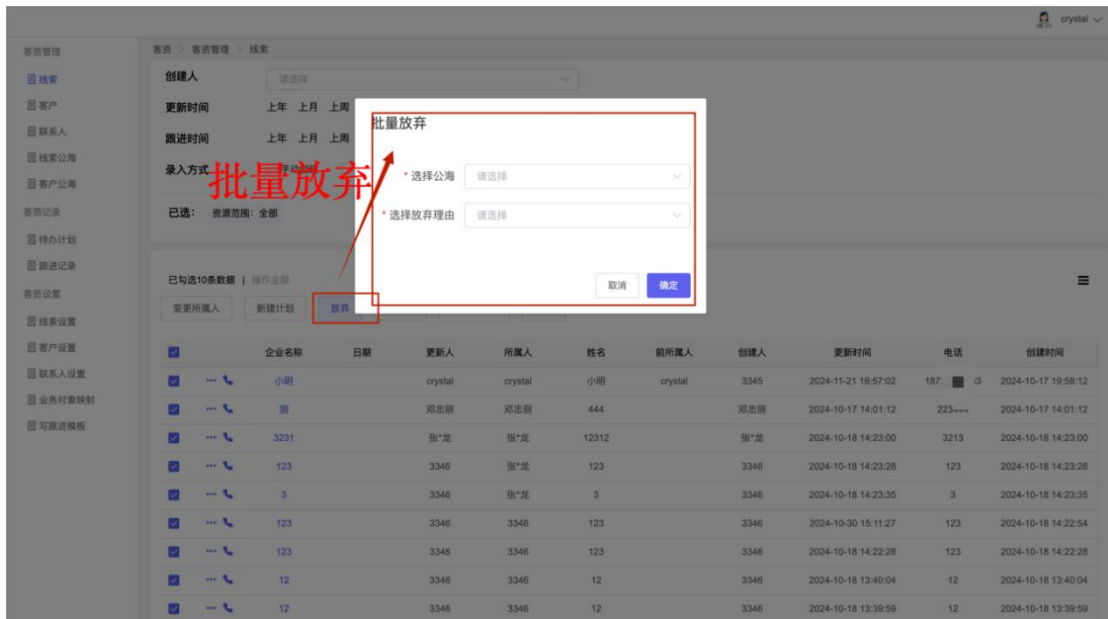 crystal
客资管理
线索
客户
联系人
线索公海
客户公海
客资记录
待办计划
跟进记录
客资设置
线索设置
客户设置
联系人设置
业务对象映射
写跟进模板
客资 > 客资管理 > 线索
创建人 请选择
更新时间 上年 上月 上周
跟进时间 上年 上月 上周
录入方式 手动
批量放弃
已选: 资源范围: 全部
批量放弃
* 选择公海 请选择
* 选择放弃理由 请选择
取消 确定
已勾选10条数据 | 操作全部
变更所属人 新建计划 放弃
企业名称 日期 更新人 所属人 姓名 前所属人 创建人 更新时间 电话 创建时间
小明 crystal crystal 小明 crystal 3345 2024-11-21 16:57:02 187 3 2024-10-17 19:58:12
测 邓忠丽 邓忠丽 444 邓忠丽 2024-10-17 14:01:12 223 2024-10-17 14:01:12
3231 张*龙 张*龙 12312 张*龙 2024-10-18 14:23:00 3213 2024-10-18 14:23:00
123 3346 张*龙 123 3346 2024-10-18 14:23:28 123 2024-10-18 14:23:28
3 3346 张*龙 3 3346 2024-10-18 14:23:35 3 2024-10-18 14:23:35
123 3346 3346 123 3346 2024-10-30 15:11:27 123 2024-10-18 14:22:54
123 3346 3346 123 3346 2024-10-18 14:22:28 123 2024-10-18 14:22:28
12 3346 3346 12 3346 2024-10-18 13:40:04 12 2024-10-18 13:40:04
12 3346 3346 12 3346 2024-10-18 13:39:59 12 2024-10-18 13:39:59